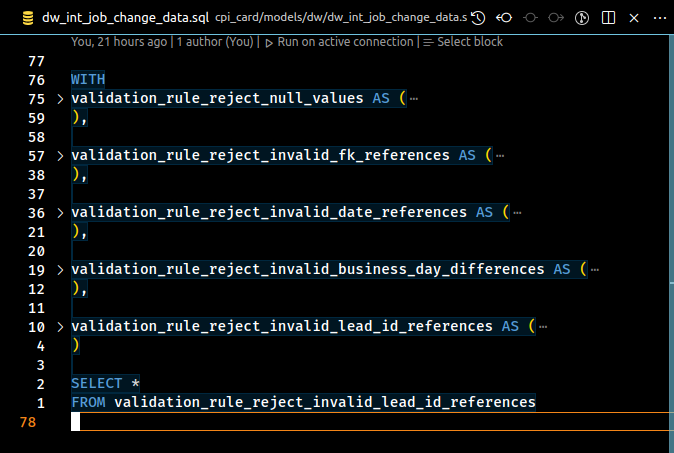 dw_int_job_change_data.sql cpi_card/models/dw/dw_int_job_change_data.s
You, 21 hours ago | 1 author (You) | Run on active connection | Select block
77
76 WITH
75 validation_rule_reject_null_values AS ( ⋯
59 ),
58
57 validation_rule_reject_invalid_fk_references AS ( ⋯
38 ),
37
36 validation_rule_reject_invalid_date_references AS ( ⋯
21 ),
20
19 validation_rule_reject_invalid_business_day_differences AS ( ⋯
12 ),
11
10 validation_rule_reject_invalid_lead_id_references AS ( ⋯
4 )
3
2 SELECT *
1 FROM validation_rule_reject_invalid_lead_id_references
78